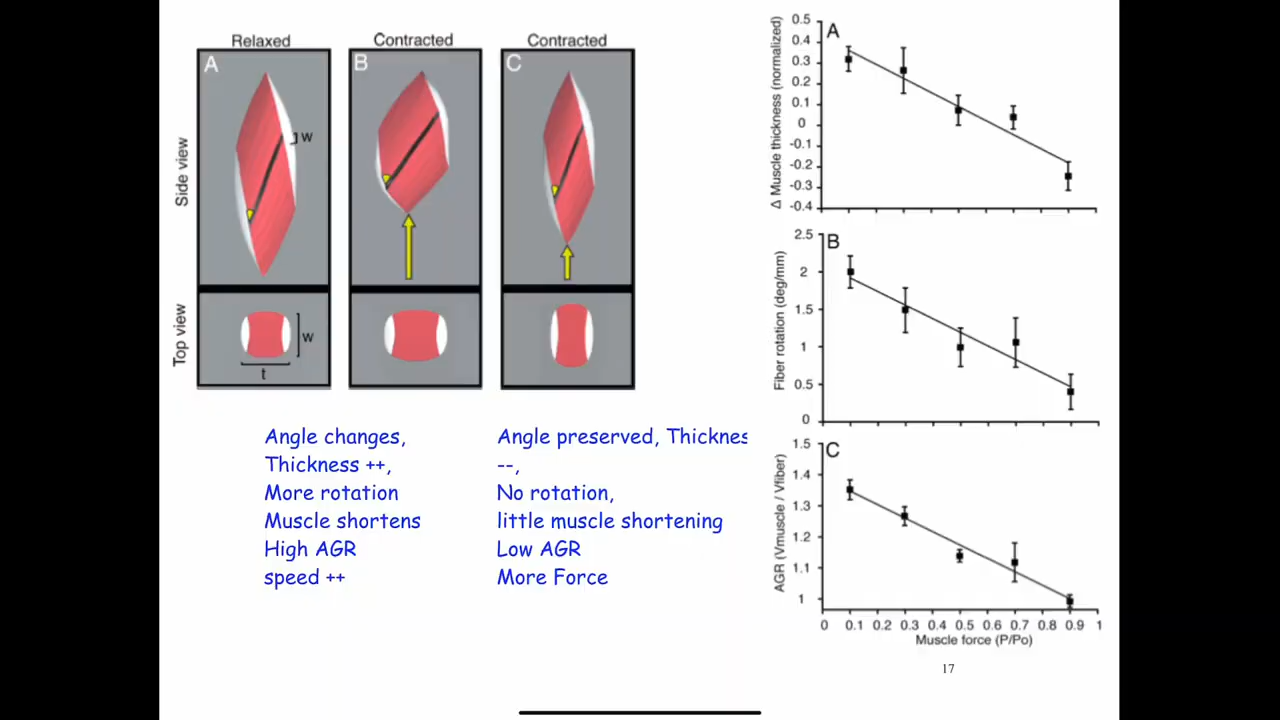 Relaxed
Contracted
Contracted
A
B
C
Side view
w
Top view
w
t
Angle changes,
Thickness ++,
More rotation
Muscle shortens
High AGR
speed ++
Angle preserved, Thicknes
--,
No rotation,
little muscle shortening
Low AGR
More Force
A
Δ Muscle thickness (normalized)
0.5
0.4
0.3
0.2
0.1
0
-0.1
-0.2
-0.3
-0.4
B
Fiber rotation (deg/mm)
2.5
2
1.5
1
0.5
0
C
AGR (Vmuscle / Vfiber)
1.5
1.4
1.3
1.2
1.1
1
0 0.1 0.2 0.3 0.4 0.5 0.6 0.7 0.8 0.9 1
Muscle force (P/Po)
17